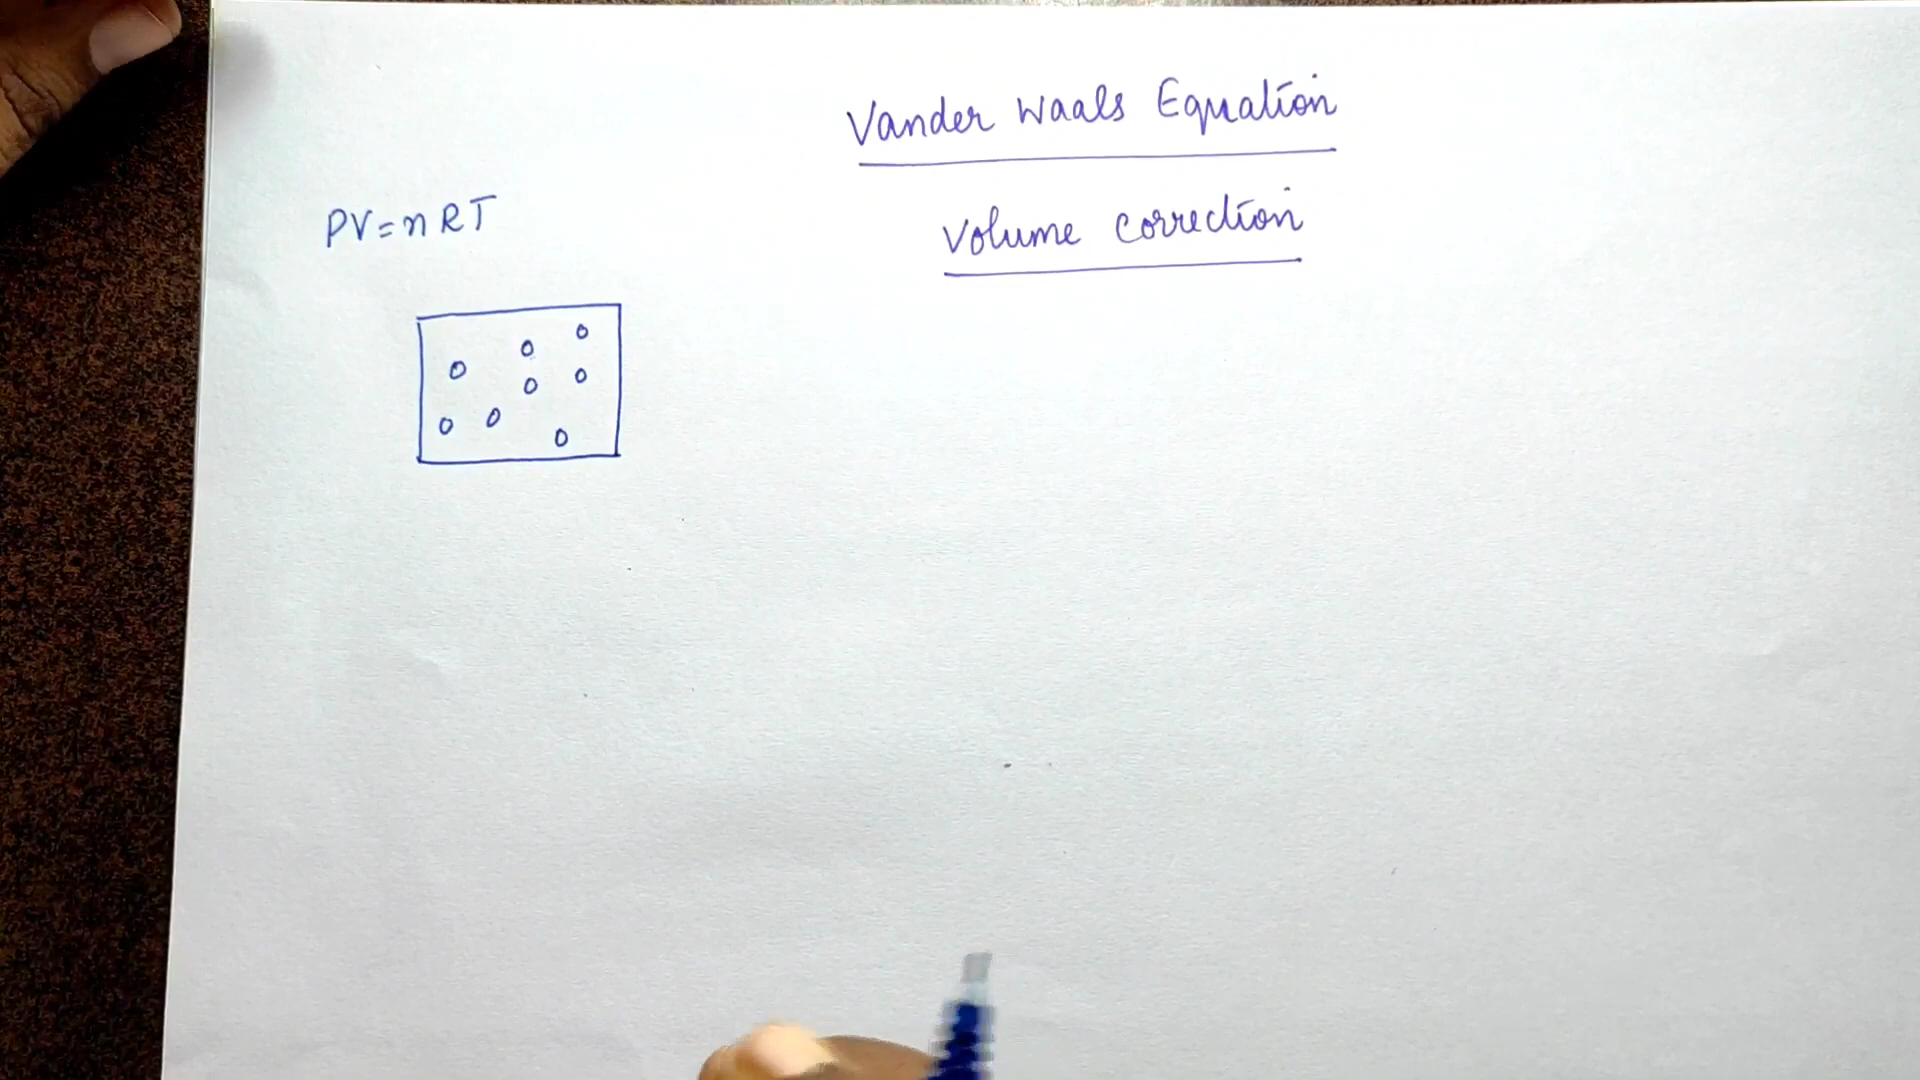 Vander Waals Equation
Volume correction
PV = nRT